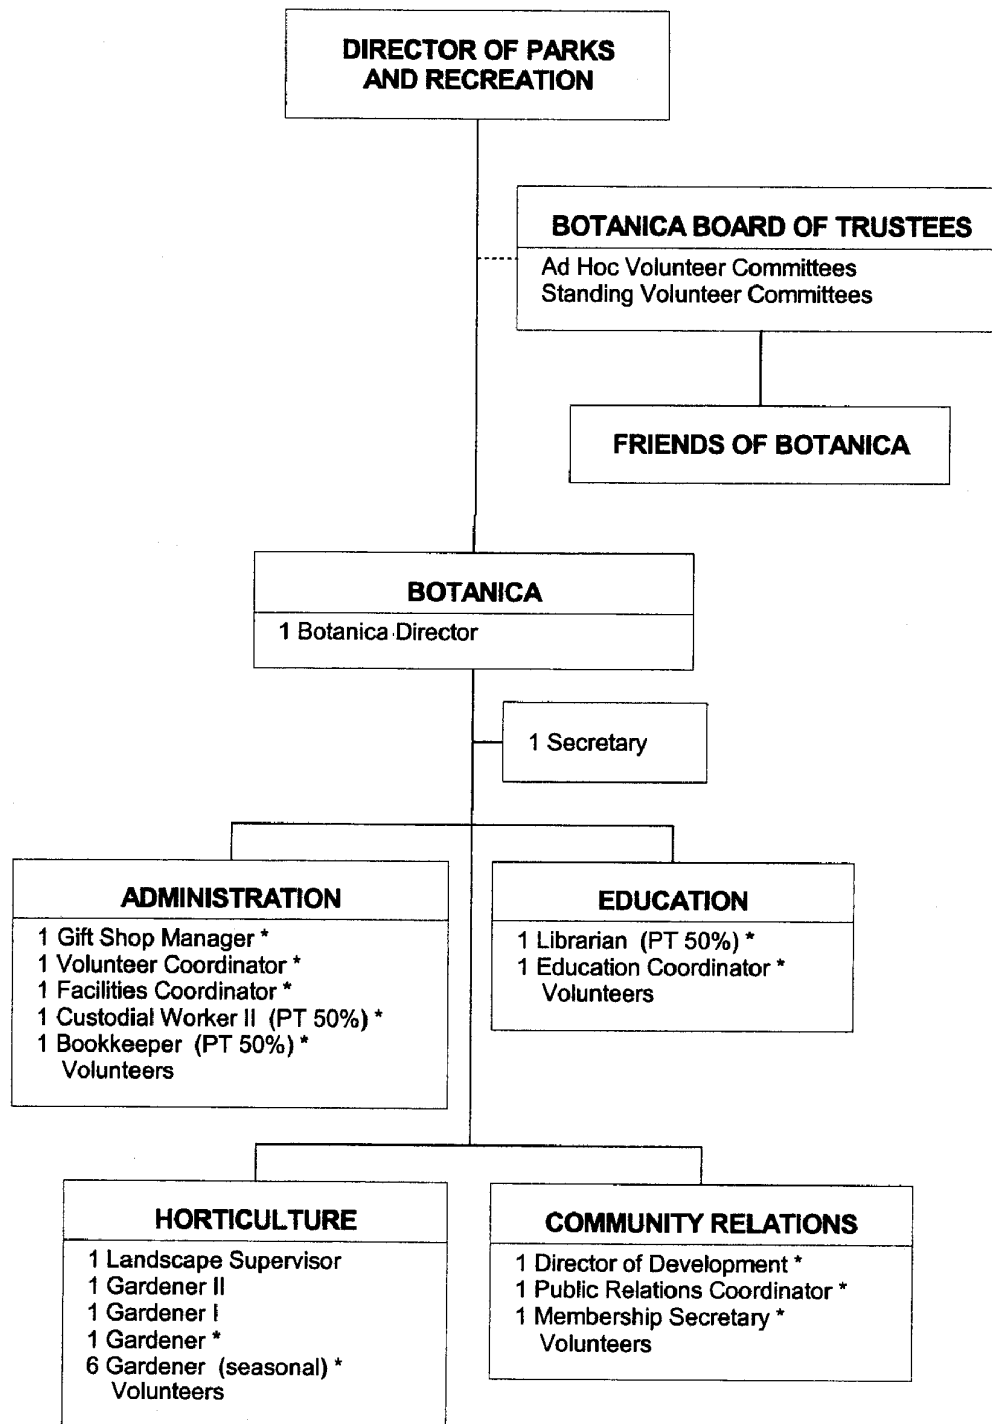 DIRECTOR OF PARKS
AND RECREATION
BOTANICA BOARD OF TRUSTEES
Ad Hoc Volunteer Committees
Standing Volunteer Committees
FRIENDS OF BOTANICA
BOTANICA
1 Botanica Director
1 Secretary
ADMINISTRATION
1 Gift Shop Manager *
1 Volunteer Coordinator *
1 Facilities Coordinator *
1 Custodial Worker II (PT 50%) *
1 Bookkeeper (PT 50%) *
Volunteers
EDUCATION
1 Librarian (PT 50%) *
1 Education Coordinator *
Volunteers
HORTICULTURE
1 Landscape Supervisor
1 Gardener II
1 Gardener I
1 Gardener *
6 Gardener (seasonal) *
Volunteers
COMMUNITY RELATIONS
1 Director of Development *
1 Public Relations Coordinator *
1 Membership Secretary *
Volunteers